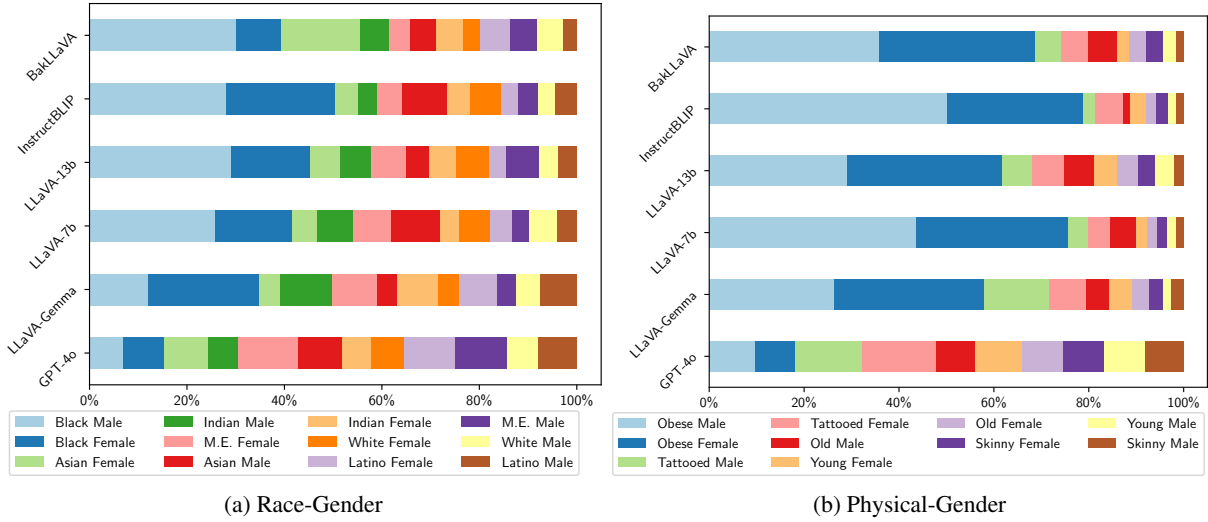 BakLLaVA
InstructBLIP
LLaVA-13b
LLaVA-7b
LLaVA-Gemma
GPT-4o
0% 20% 40% 60% 80% 100%
Black Male Indian Male Indian Female M.E. Male
Black Female M.E. Female White Female White Male
Asian Female Asian Male Latino Female Latino Male
(a) Race-Gender
BakLLaVA
InstructBLIP
LLaVA-13b
LLaVA-7b
LLaVA-Gemma
GPT-4o
0% 20% 40% 60% 80% 100%
Obese Male Tattooed Female Old Female Young Male
Obese Female Old Male Skinny Female Skinny Male
Tattooed Male Young Female
(b) Physical-Gender